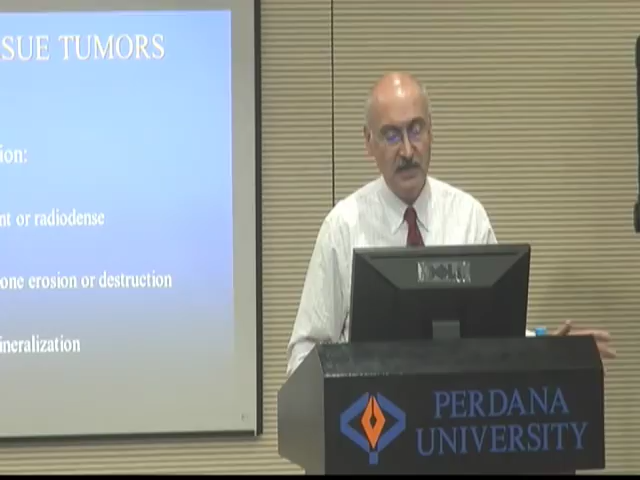 SUE TUMORS
ion:
nt or radiodense
one erosion or destruction
ineralization
DELL
PERDANA
UNIVERSITY